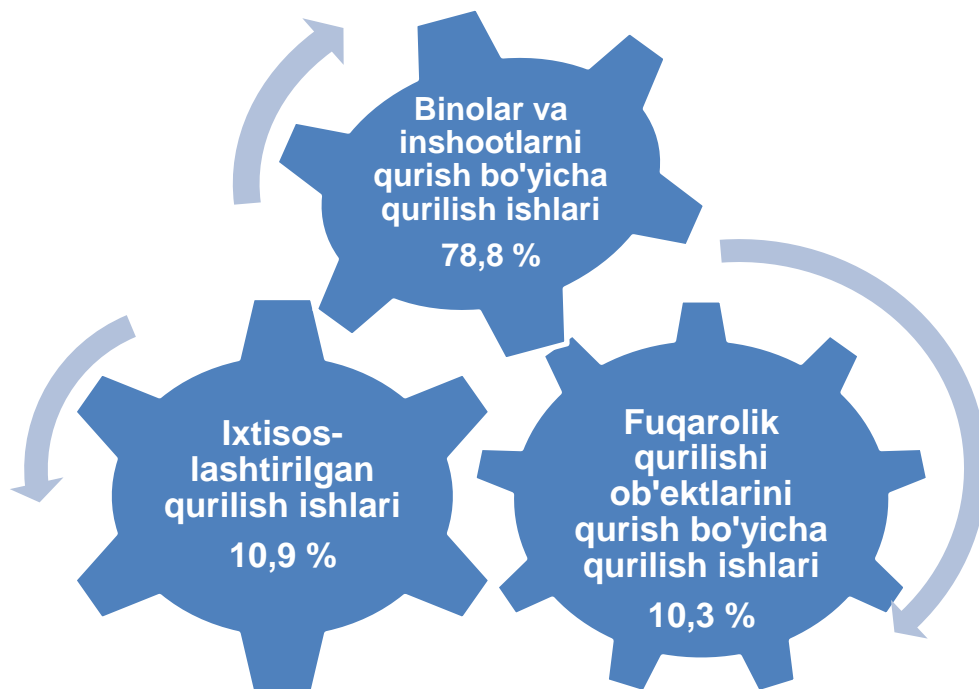 Binolar va
inshootlarni
qurish bo'yicha
qurilish ishlari
78,8 %
Ixtisos-
lashtirilgan
qurilish ishlari
10,9 %
Fuqarolik
qurilishi
ob'ektlarini
qurish bo'yicha
qurilish ishlari
10,3 %